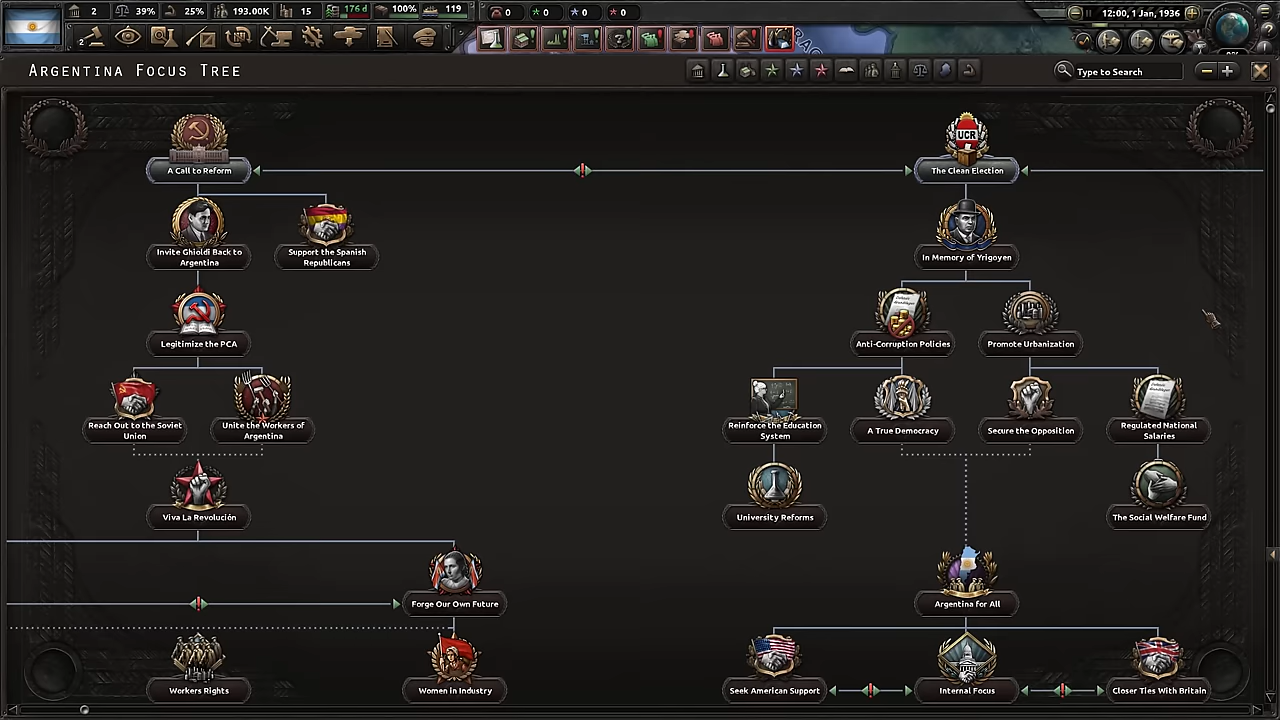 2
39%
25%
193.00K
15
176 d
100%
119
0
0
0
0
12:00, 1 Jan, 1936
2
0%
Argentina Focus Tree
Type to Search
UCR
A Call to Reform
The Clean Election
Invite Ghioldi Back to
Argentina
Support the Spanish
Republicans
In Memory of Yrigoyen
Legitimize the PCA
Anti-Corruption Policies
Promote Urbanization
Reach Out to the Soviet
Union
Unite the Workers of
Argentina
Reinforce the Education
System
A True Democracy
Secure the Opposition
Regulated National
Salaries
Viva La Revolución
University Reforms
The Social Welfare Fund
Forge Our Own Future
Argentina for All
Workers Rights
Women in Industry
Seek American Support
Internal Focus
Closer Ties With Britain